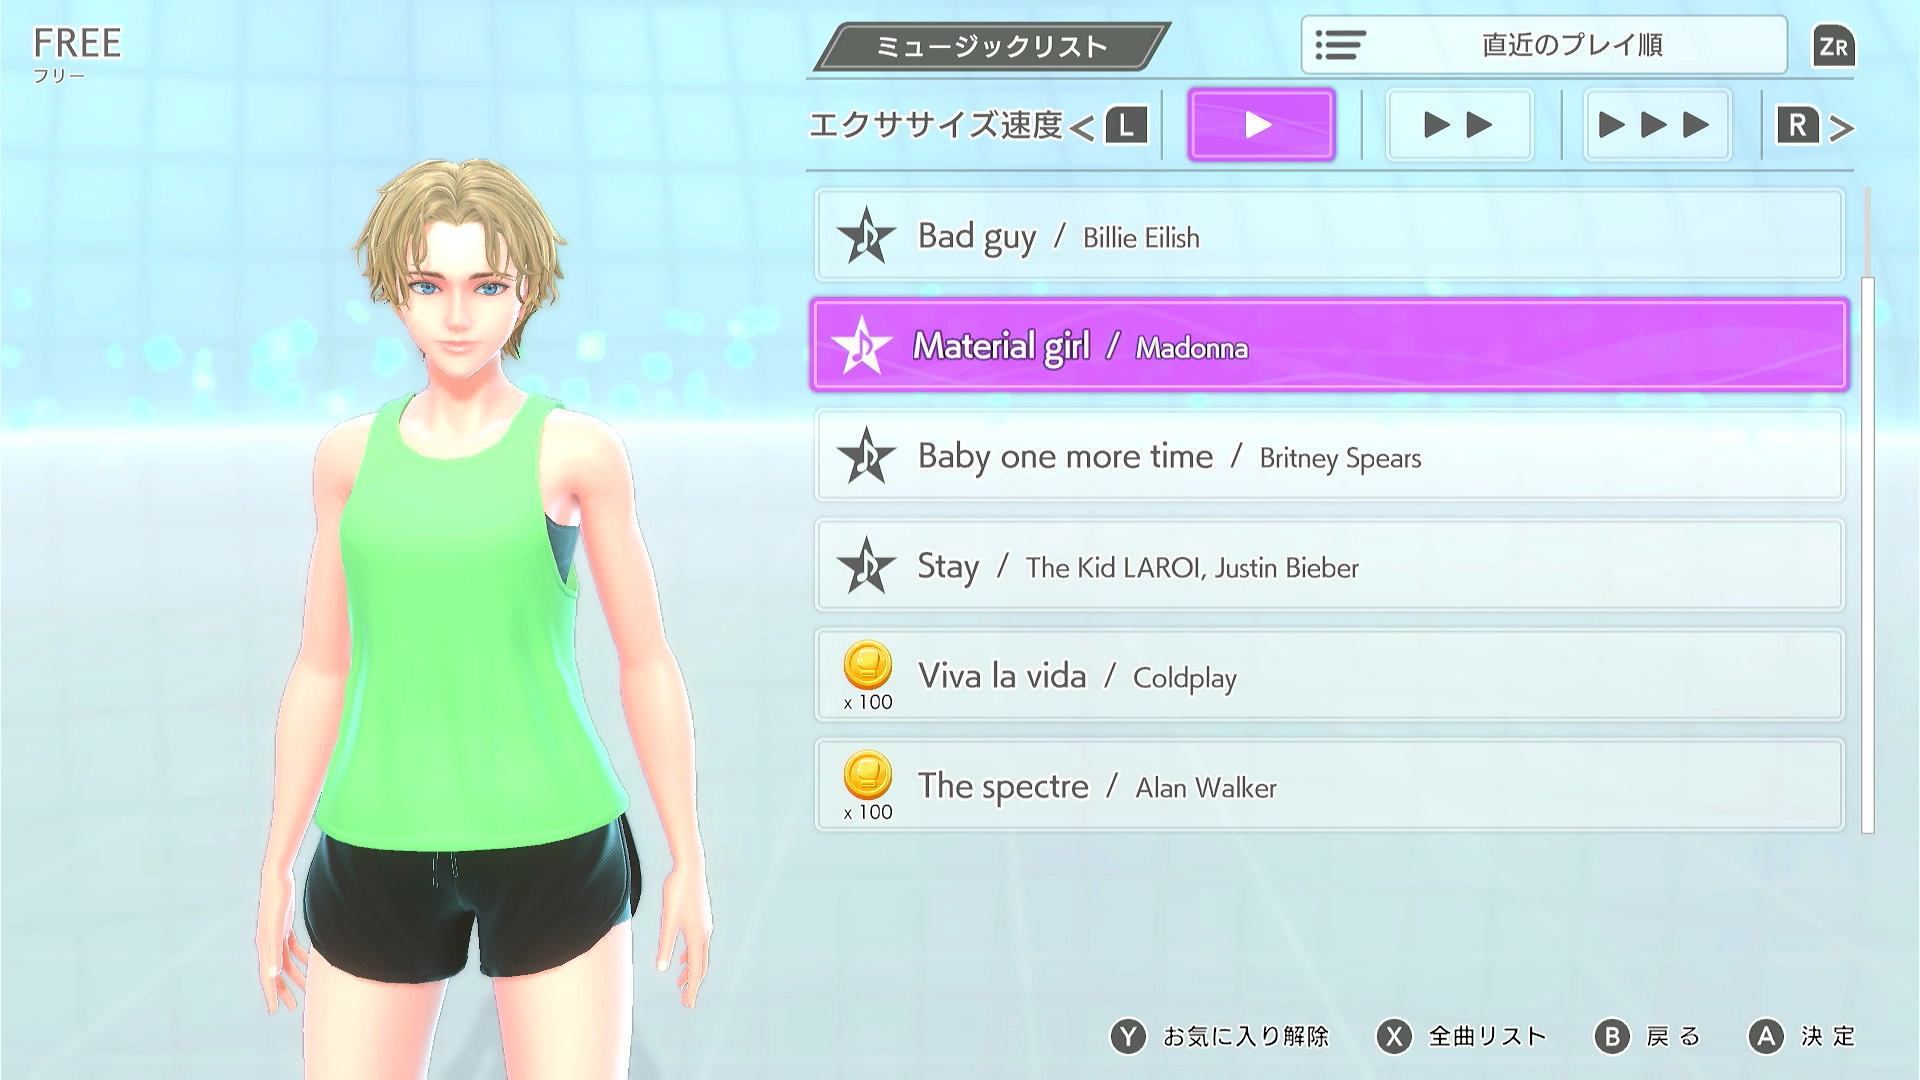 FREE
フリー
ミュージックリスト
直近のプレイ順
ZR
エクササイズ速度 < L
R >
Bad guy / Billie Eilish
Material girl / Madonna
Baby one more time / Britney Spears
Stay / The Kid LAROI, Justin Bieber
Viva la vida / Coldplay
x 100
The spectre / Alan Walker
x 100
Y お気に入り解除 X 全曲リスト B 戻る A 決定